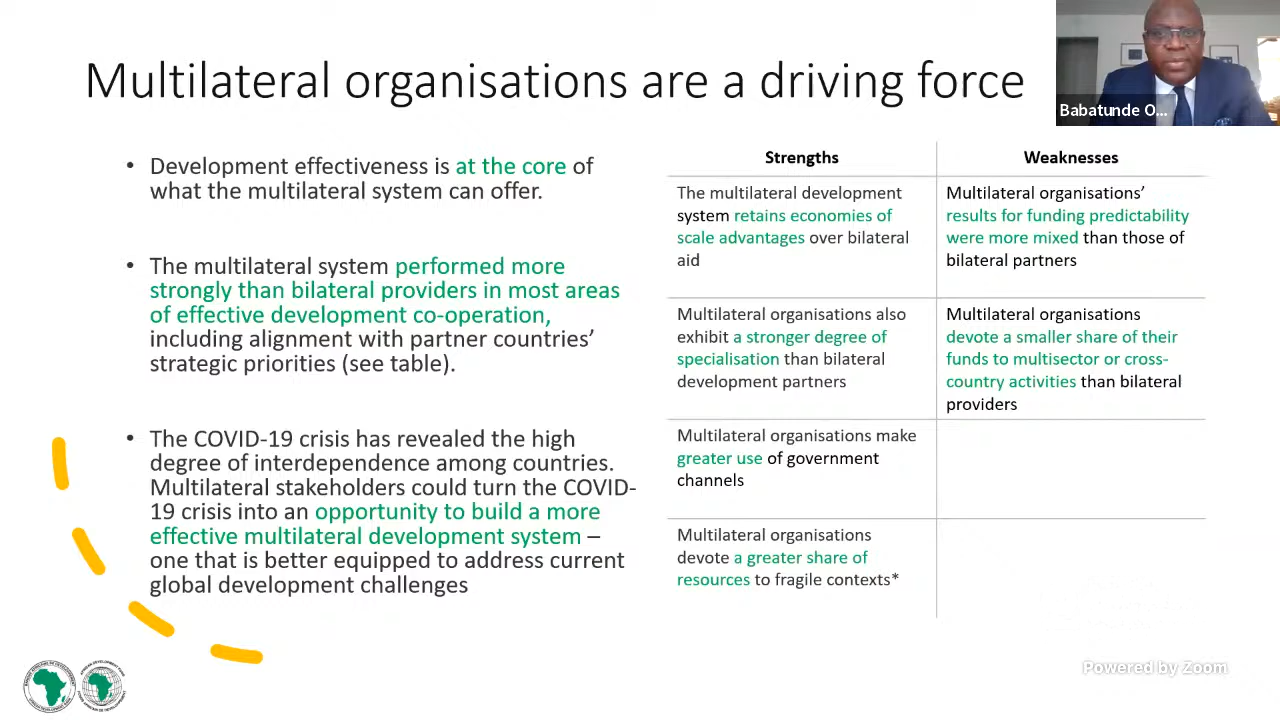 Multilateral organisations are a driving force
Babatunde O...
• Development effectiveness is at the core of
what the multilateral system can offer.
• The multilateral system performed more
strongly than bilateral providers in most areas
of effective development co-operation,
including alignment with partner countries’
strategic priorities (see table).
• The COVID-19 crisis has revealed the high
degree of interdependence among countries.
Multilateral stakeholders could turn the COVID-
19 crisis into an opportunity to build a more
effective multilateral development system –
one that is better equipped to address current
global development challenges
Strengths
Weaknesses
The multilateral development
system retains economies of
scale advantages over bilateral
aid
Multilateral organisations’
results for funding predictability
were more mixed than those of
bilateral partners
Multilateral organisations also
exhibit a stronger degree of
specialisation than bilateral
development partners
Multilateral organisations
devote a smaller share of their
funds to multisector or cross-
country activities than bilateral
providers
Multilateral organisations make
greater use of government
channels
Multilateral organisations
devote a greater share of
resources to fragile contexts*
Powered by Zoom